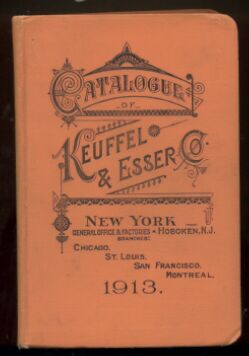 CATALOGUE
OF
KEUFFEL
& ESSER CO.
NEW YORK
GENERAL OFFICE & FACTORIES - HOBOKEN, N.J.
BRANCHES:
CHICAGO.
ST. LOUIS.
SAN FRANCISCO.
MONTREAL.
1913.